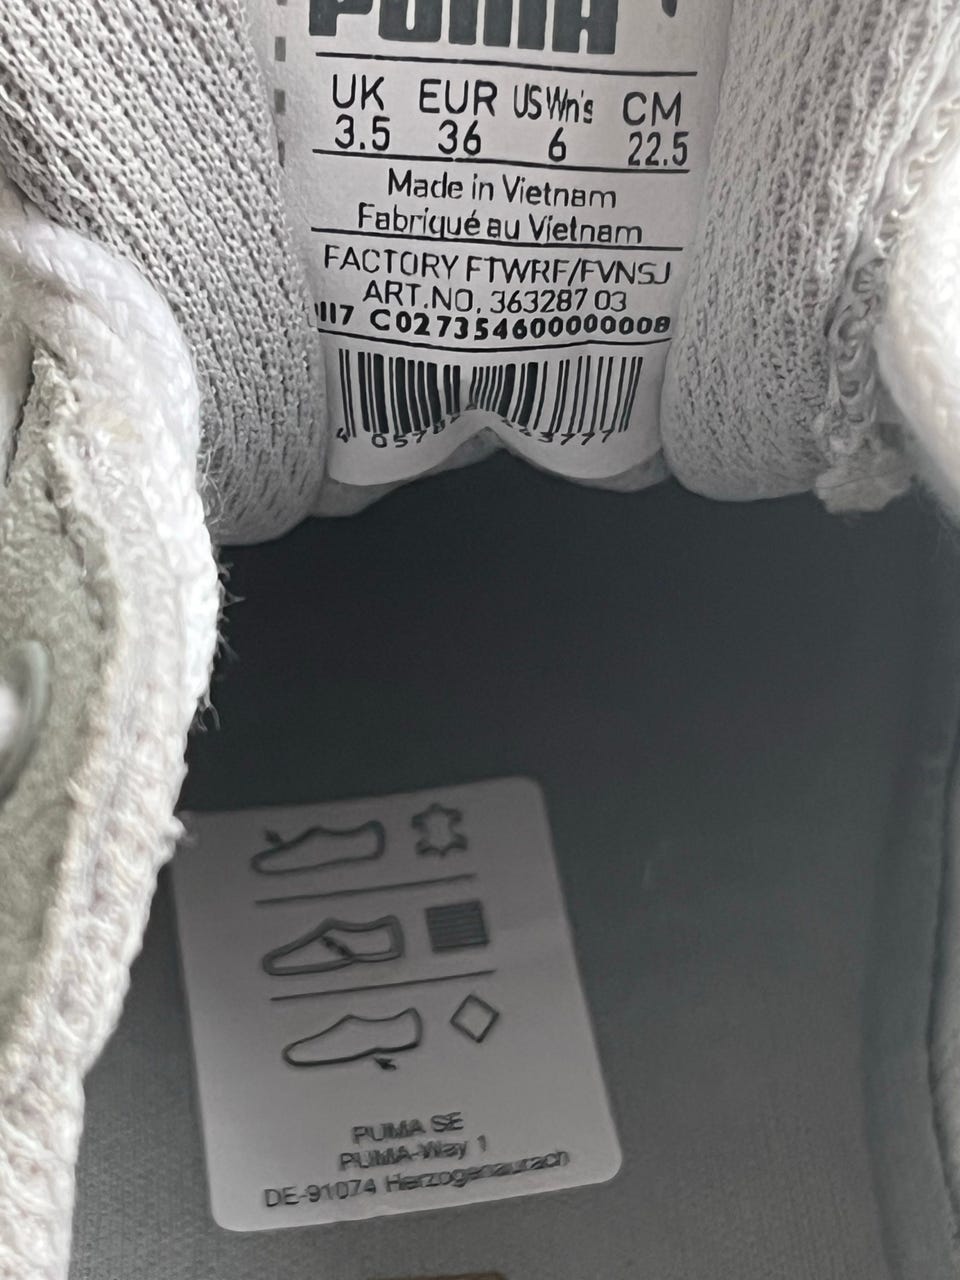 PUMA
UK EUR US Wn's CM
3.5 36 6 22.5
Made in Vietnam
Fabriqué au Vietnam
FACTORY FTWRF/FVNSJ
ART.NO. 363287 03
C027354600000008
PUMA SE
PUMA-Way 1
DE-91074 Herzogenaurach